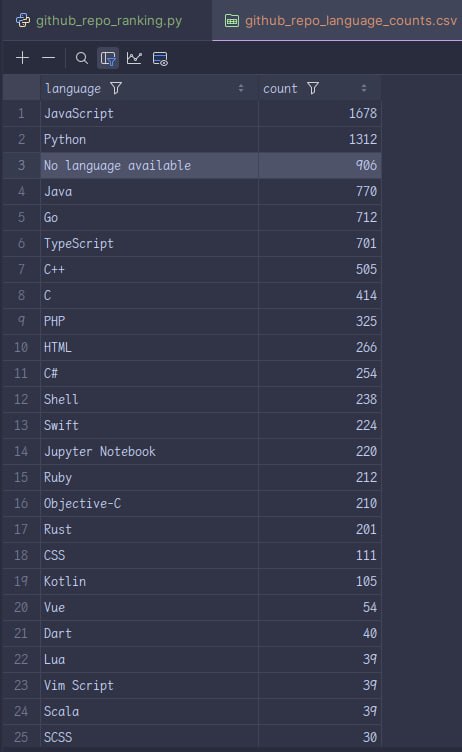 github_repo_ranking.py github_repo_language_counts.csv
language count
1 JavaScript 1678
2 Python 1312
3 No language available 906
4 Java 770
5 Go 712
6 TypeScript 701
7 C++ 505
8 C 414
9 PHP 325
10 HTML 266
11 C# 254
12 Shell 238
13 Swift 224
14 Jupyter Notebook 220
15 Ruby 212
16 Objective-C 210
17 Rust 201
18 CSS 111
19 Kotlin 105
20 Vue 54
21 Dart 40
22 Lua 39
23 Vim Script 39
24 Scala 39
25 SCSS 30